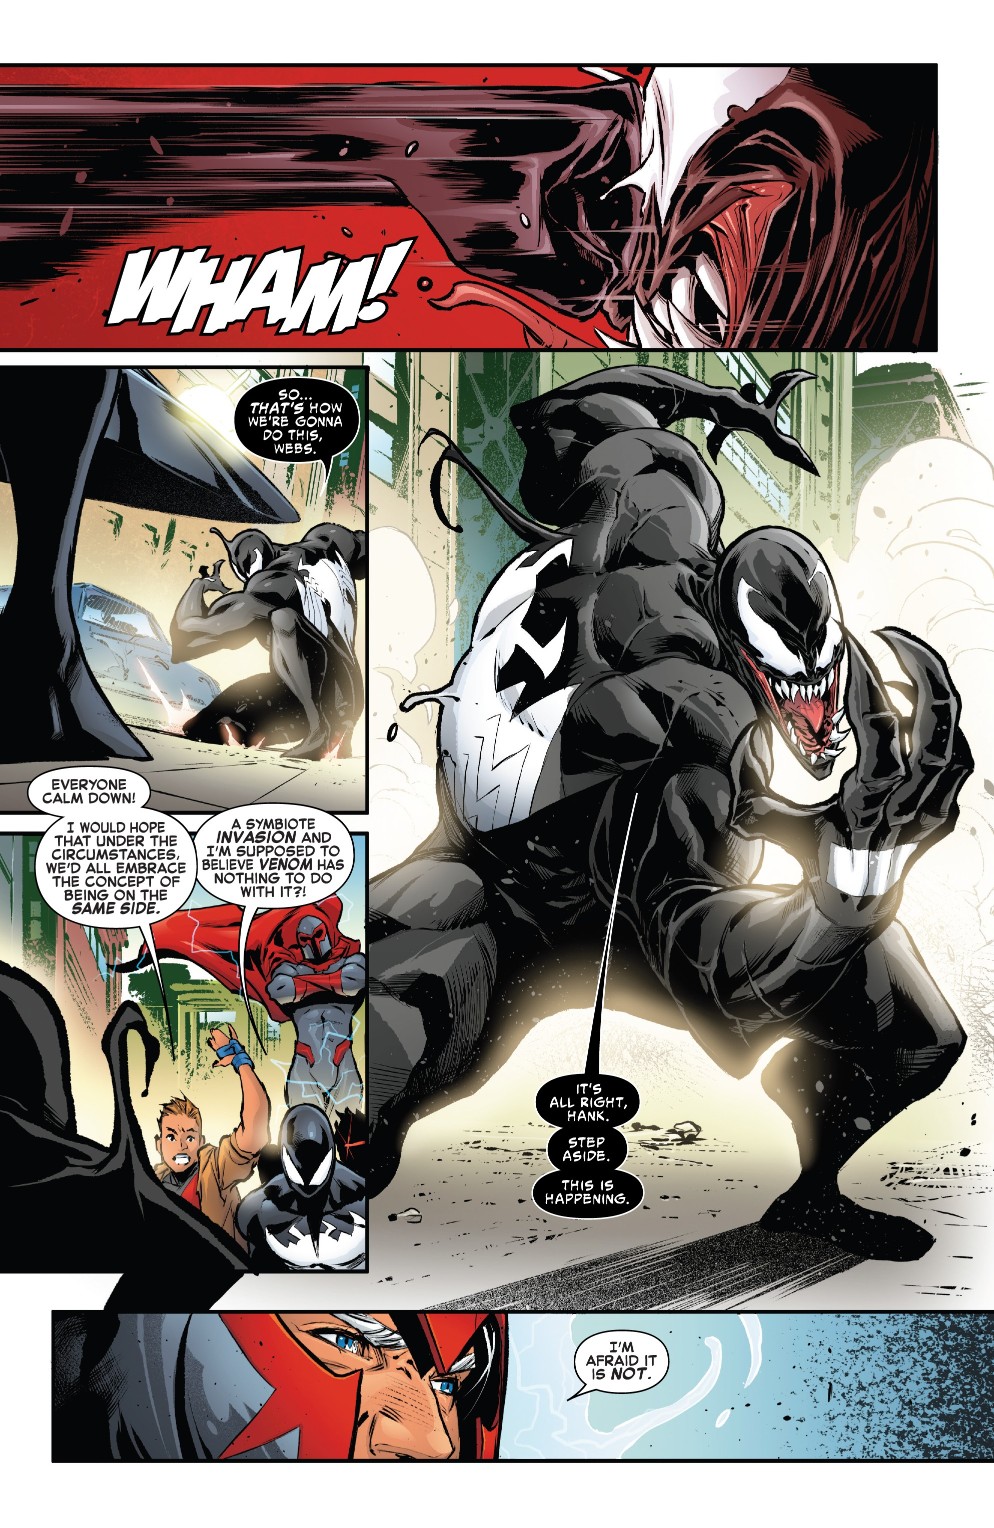 WHAM!
SO...
THAT'S HOW
WE'RE GONNA
DO THIS,
WEBS.
EVERYONE
CALM DOWN!
I WOULD HOPE
THAT UNDER THE
CIRCUMSTANCES,
WE'D ALL EMBRACE
THE CONCEPT OF
BEING ON THE
SAME SIDE.
A SYMBIOTE
INVASION AND
I'M SUPPOSED TO
BELIEVE VENOM HAS
NOTHING TO DO
WITH IT?!
IT'S
ALL RIGHT,
HANK.
STEP
ASIDE.
THIS IS
HAPPENING.
I'M
AFRAID IT
IS NOT.